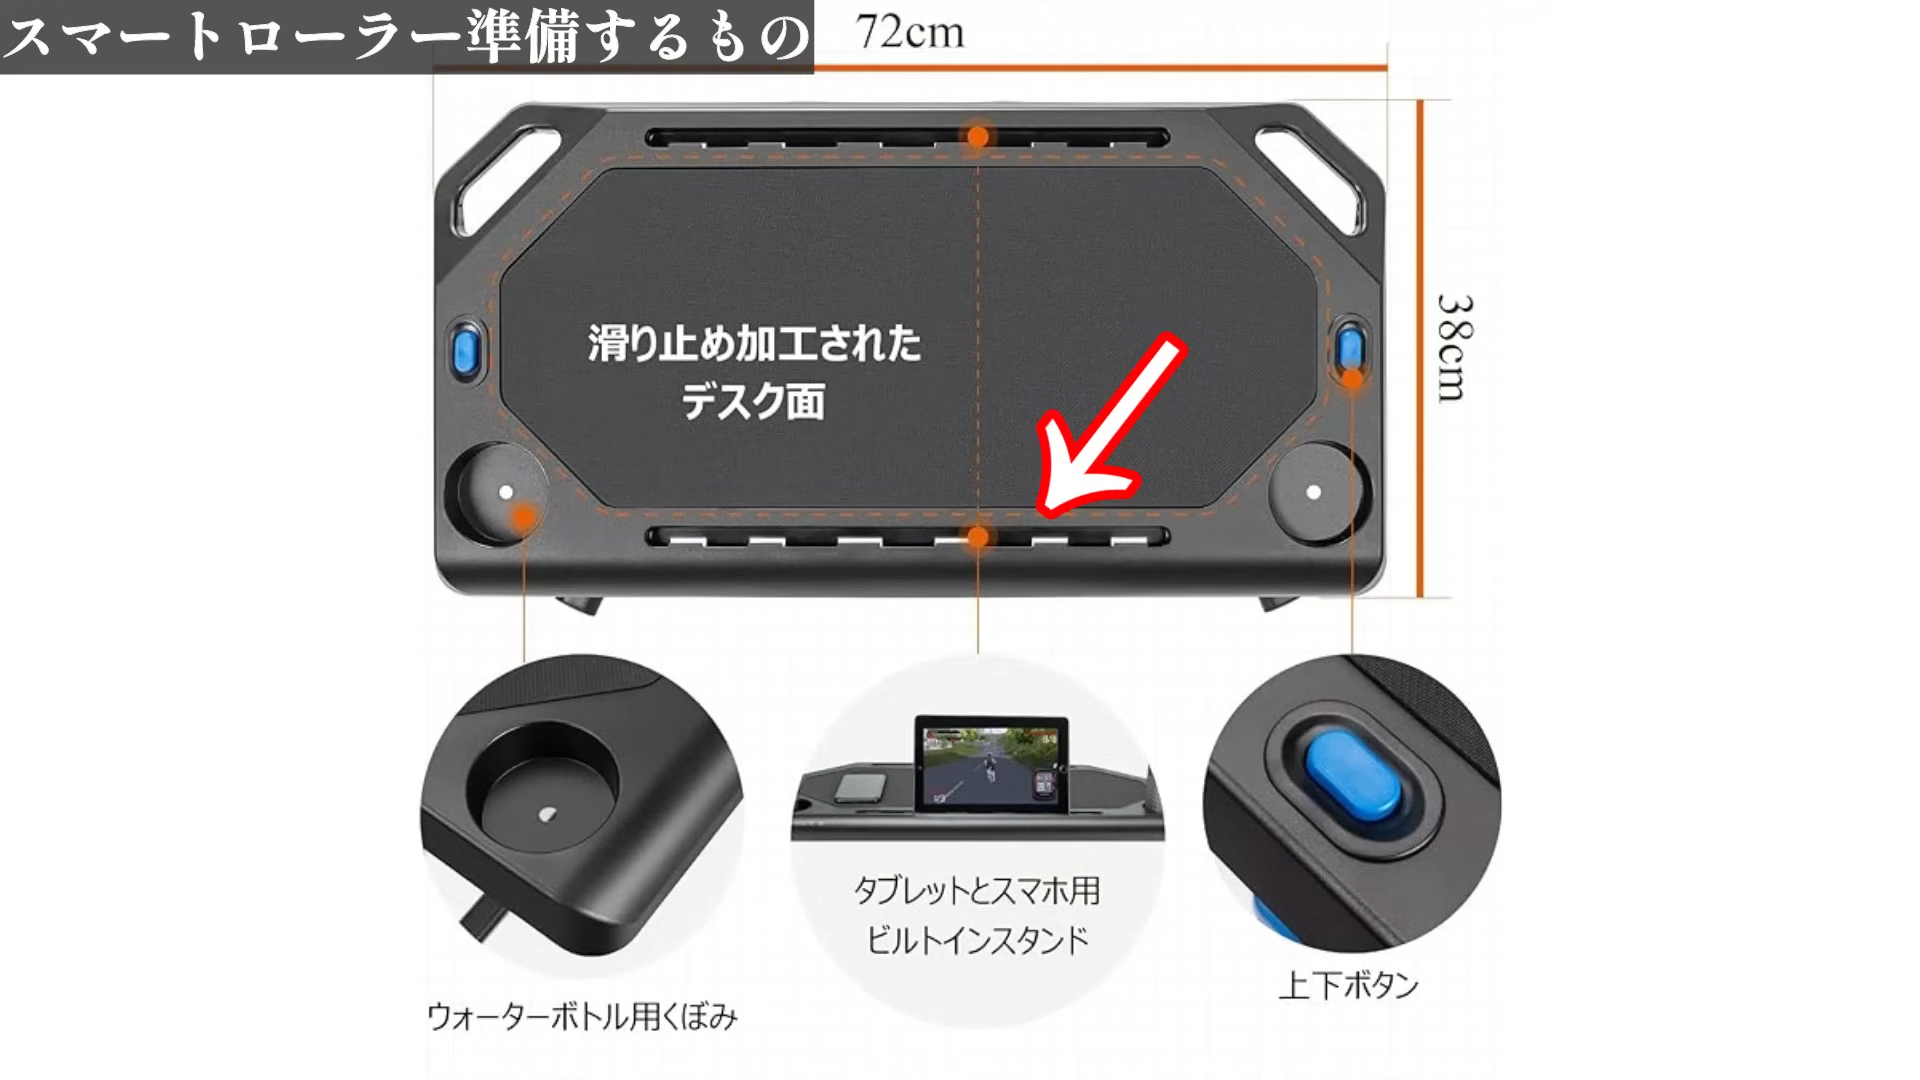 スマートローラー準備するもの
72cm
38cm
滑り止め加工された
デスク面
タブレットとスマホ用
ビルトインスタンド
ウォーターボトル用くぼみ
上下ボタン